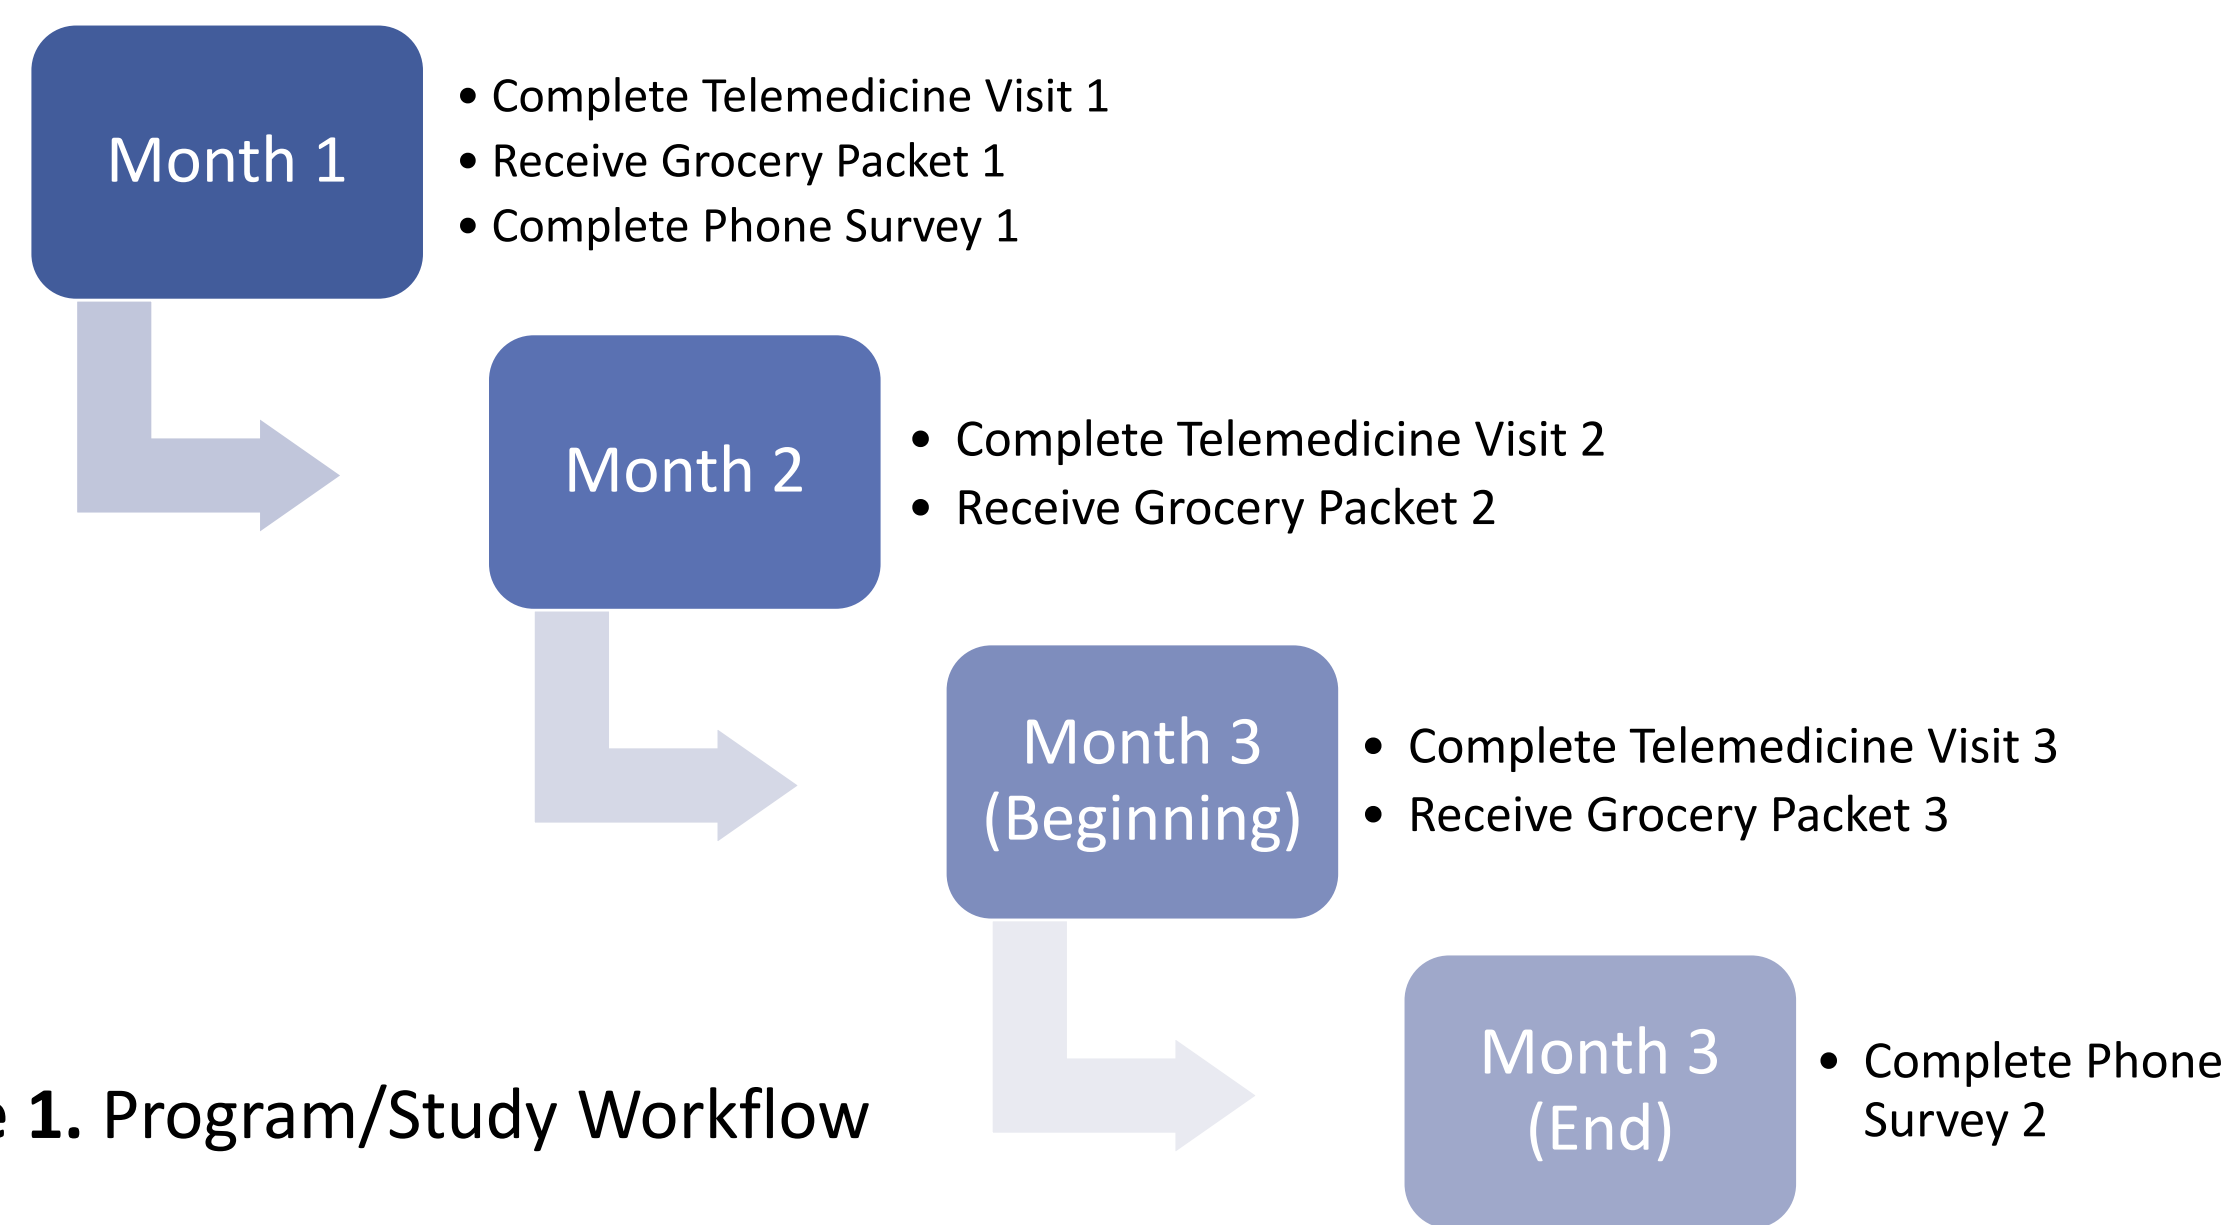 Month 1
• Complete Telemedicine Visit 1
• Receive Grocery Packet 1
• Complete Phone Survey 1
Month 2
• Complete Telemedicine Visit 2
• Receive Grocery Packet 2
Month 3
(Beginning)
• Complete Telemedicine Visit 3
• Receive Grocery Packet 3
Month 3
(End)
• Complete Phone
Survey 2
e 1. Program/Study Workflow